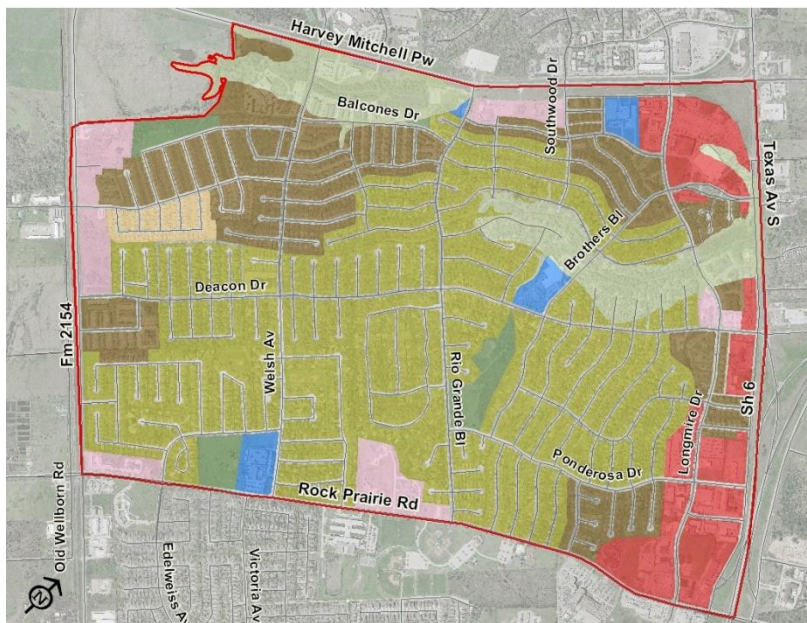 Harvey Mitchell Pw
Balcones Dr
Southwood Dr
Texas Av S
Brothers Bl
Deacon Dr
Fm 2154
Welsh Av
Rio Grande Bl
Longmire Dr
Sh 6
Ponderosa Dr
Rock Prairie Rd
Old Wellborn Rd
Edelweiss Av
Victoria Av
N